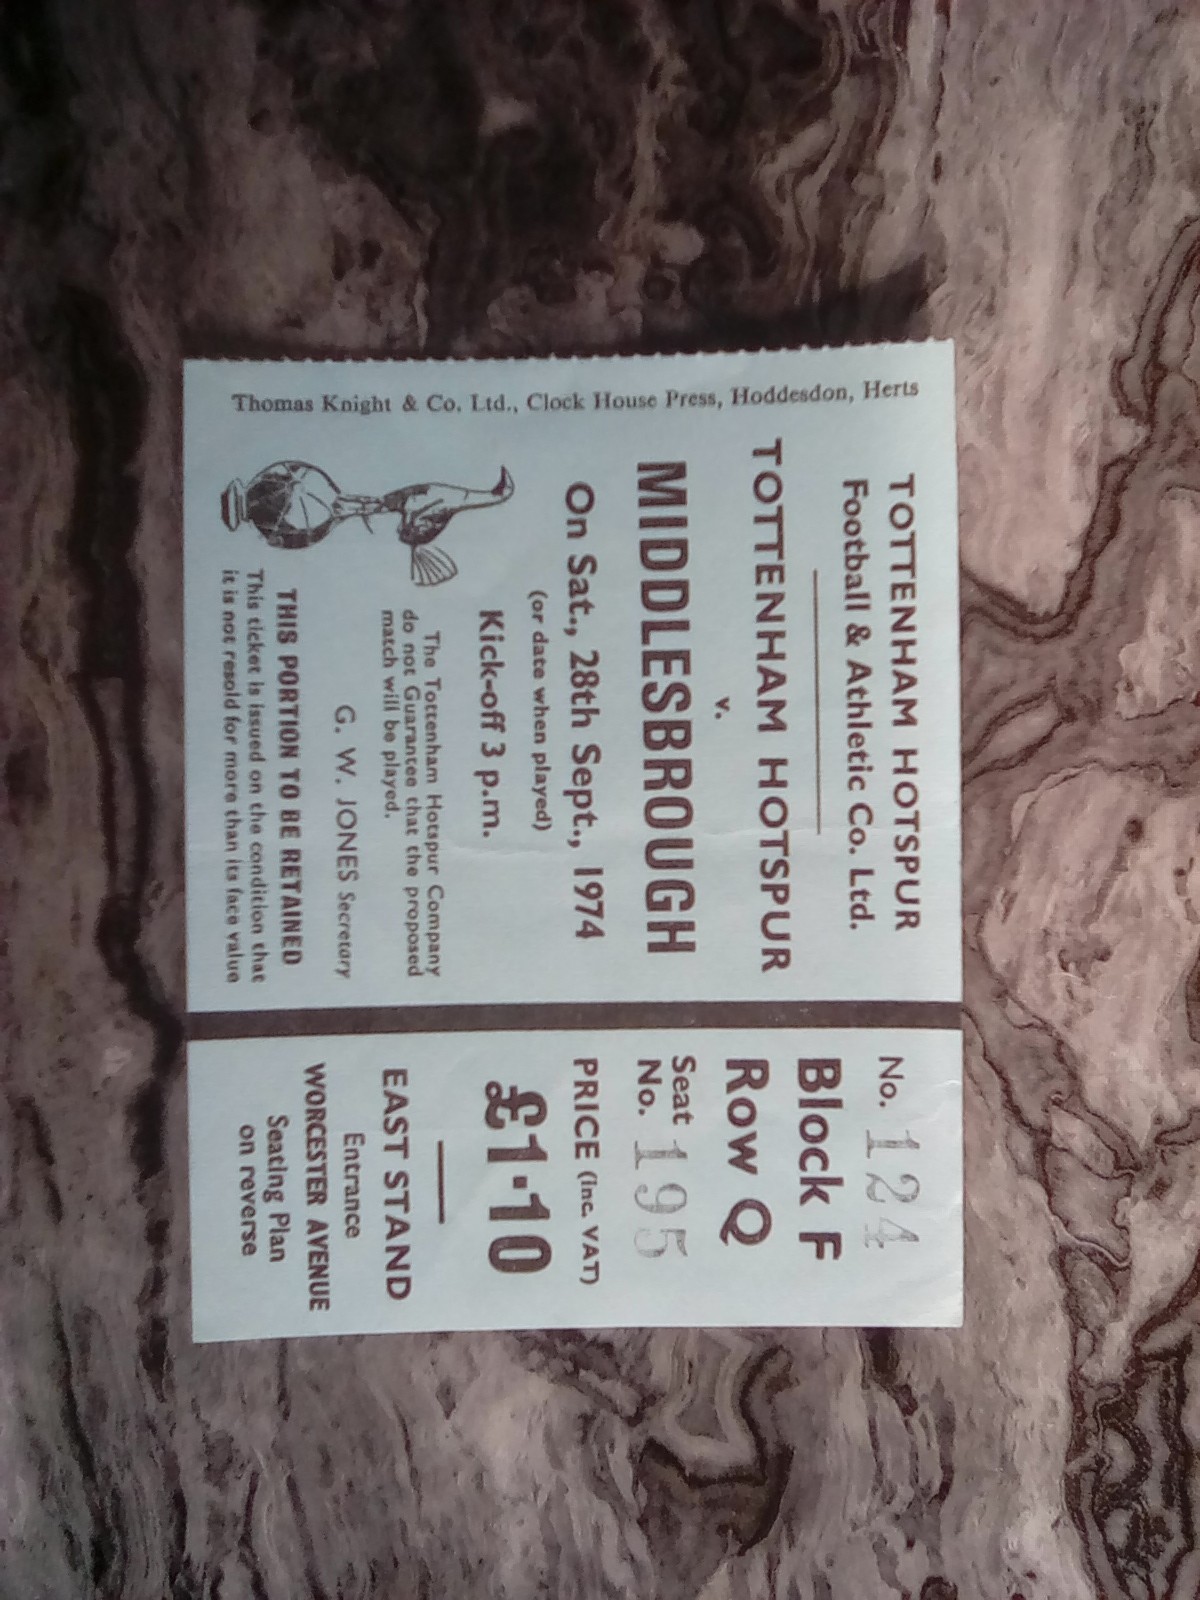 Thomas Knight & Co. Ltd., Clock House Press, Hoddesdon, Herts
TOTTENHAM HOTSPUR
Football & Athletic Co. Ltd.
TOTTENHAM HOTSPUR
v.
MIDDLESBROUGH
On Sat., 28th Sept., 1974
(or date when played)
Kick-off 3 p.m.
The Tottenham Hotspur Company
do not Guarantee that the proposed
match will be played.
G. W. JONES Secretary
THIS PORTION TO BE RETAINED
This ticket is issued on the condition that
it is not resold for more than its face value
No. 124
Block F
Row Q
Seat
No. 195
PRICE (inc. VAT)
£1·10
EAST STAND
Entrance
WORCESTER AVENUE
Seating Plan
on reverse